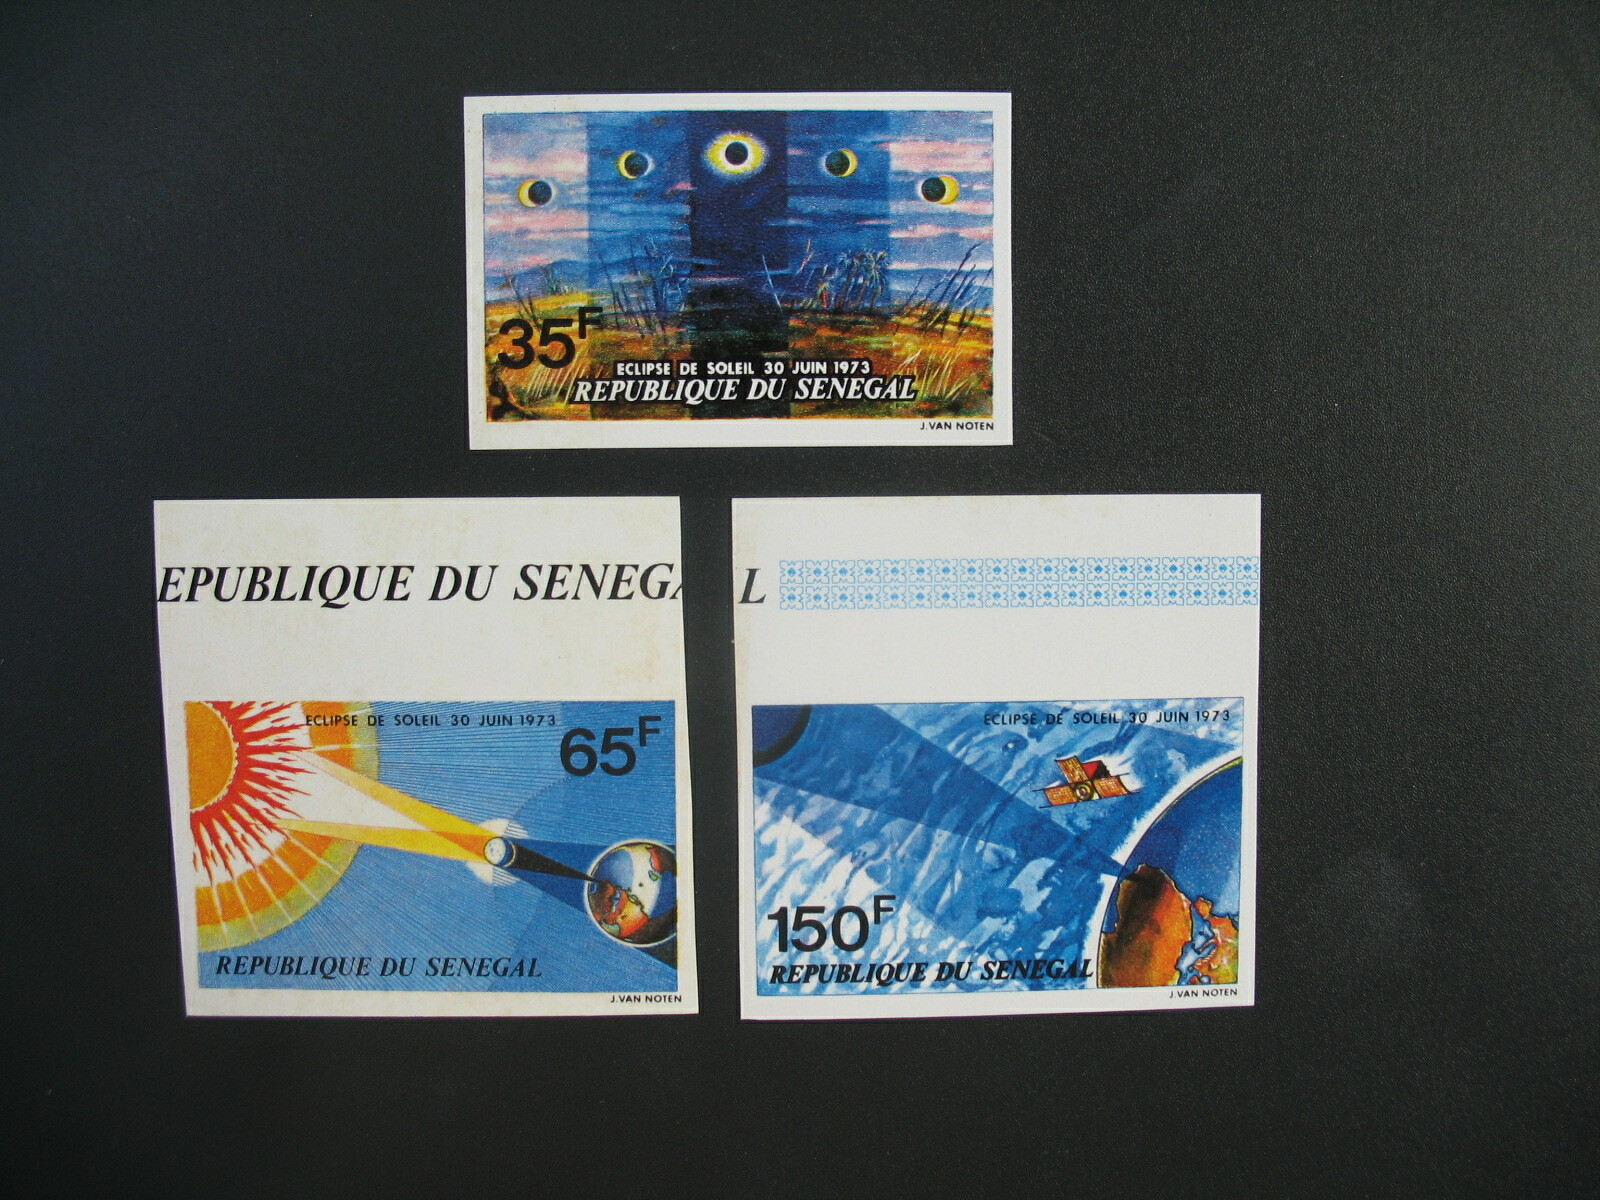 35F
ECLIPSE DE SOLEIL 30 JUIN 1973
REPUBLIQUE DU SENEGAL
J.VAN NOTEN
EPUBLIQUE DU SENEGA
ECLIPSE DE SOLEIL 30 JUIN 1973
65F
REPUBLIQUE DU SENEGAL
J.VAN NOTEN
L
ECLIPSE DE SOLEIL 30 JUIN 1973
150F
REPUBLIQUE DU SENEGAL
J.VAN NOTEN